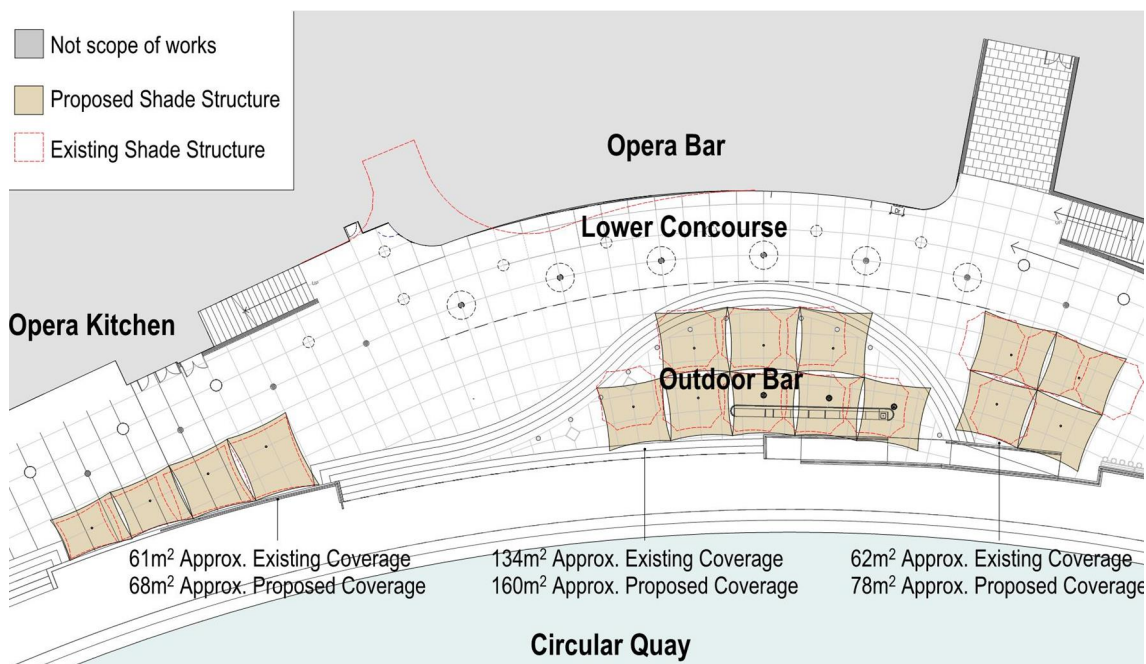 Not scope of works
Proposed Shade Structure
Existing Shade Structure
Opera Bar
Lower Concourse
Opera Kitchen
Outdoor Bar
61m² Approx. Existing Coverage
68m² Approx. Proposed Coverage
134m² Approx. Existing Coverage
160m² Approx. Proposed Coverage
62m² Approx. Existing Coverage
78m² Approx. Proposed Coverage
Circular Quay